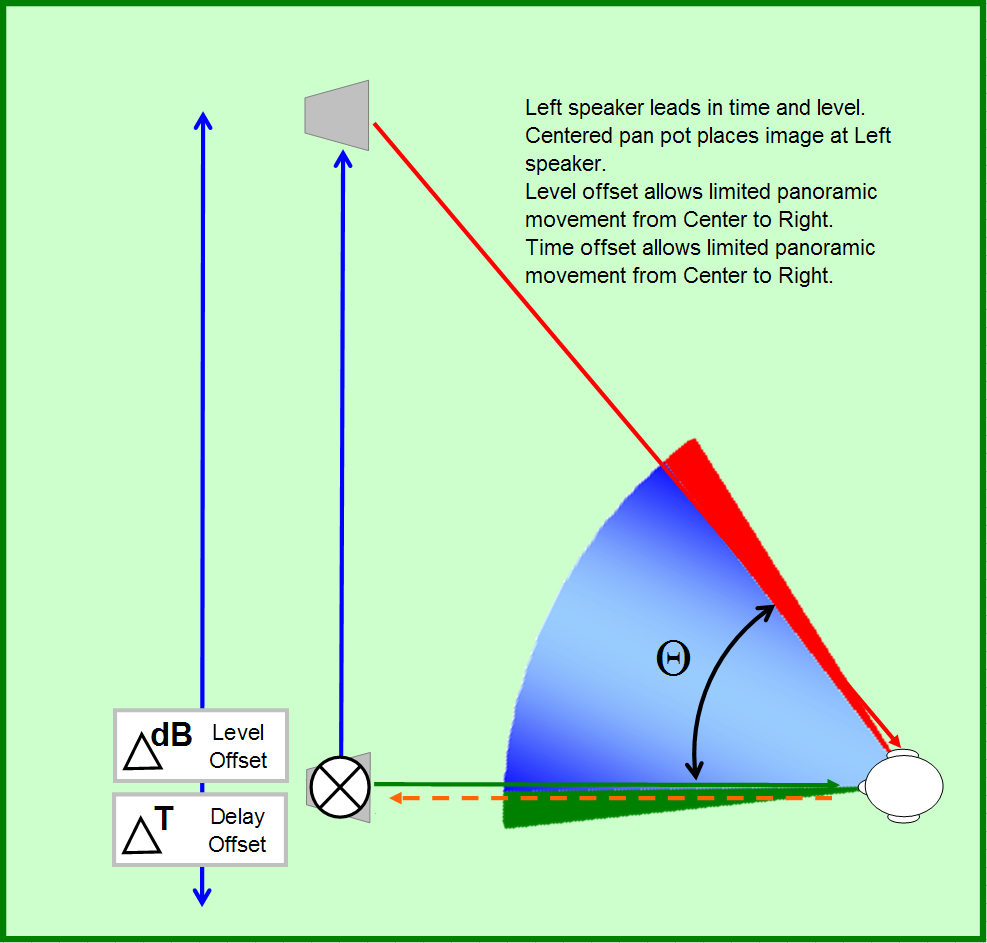 Left speaker leads in time and level.
Centered pan pot places image at Left
speaker.
Level offset allows limited panoramic
movement from Center to Right.
Time offset allows limited panoramic
movement from Center to Right.
Θ
△dB Level
Offset
△T Delay
Offset